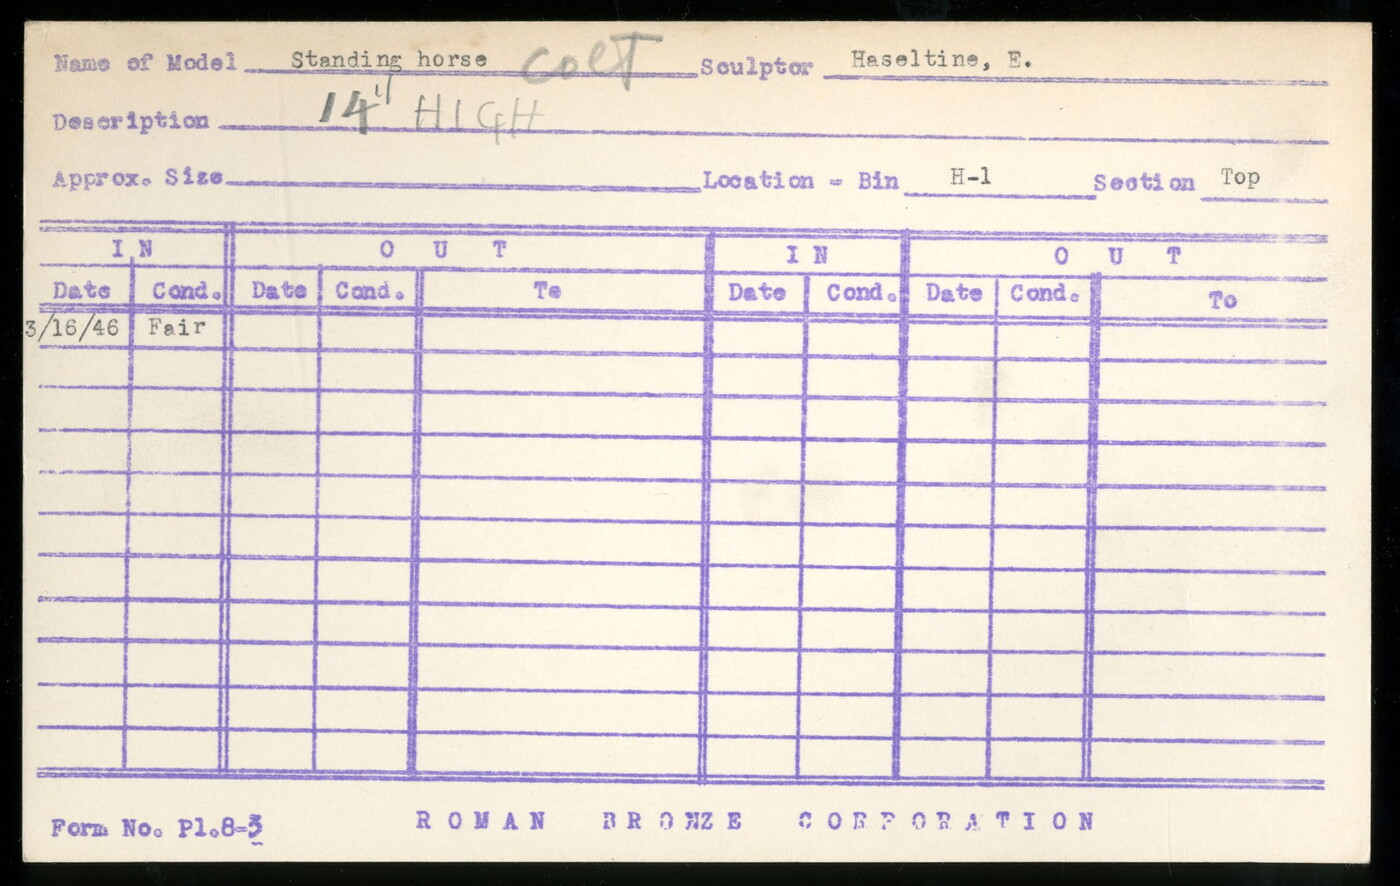 Name of Model Standing horse COLT Sculptor Haseltine, E.
Description 14" HIGH
Approx. Size Location - Bin H-1 Section Top
IN OUT IN OUT
Date Cond. Date Cond. To Date Cond. Date Cond. To
3/16/46 Fair
Form No. Pl.8-3 ROMAN BRONZE CORPORATION